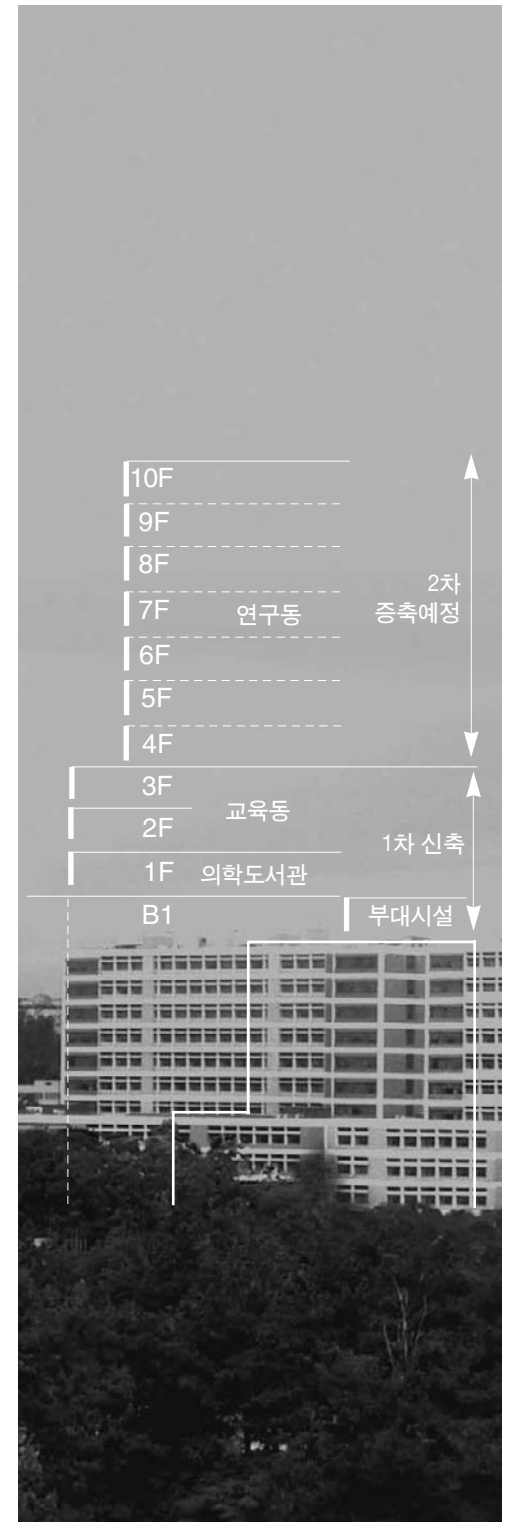 10F
9F
8F
2차
7F 연구동 증축예정
6F
5F
4F
3F
교육동
2F
1차 신축
1F 의학도서관
B1 부대시설